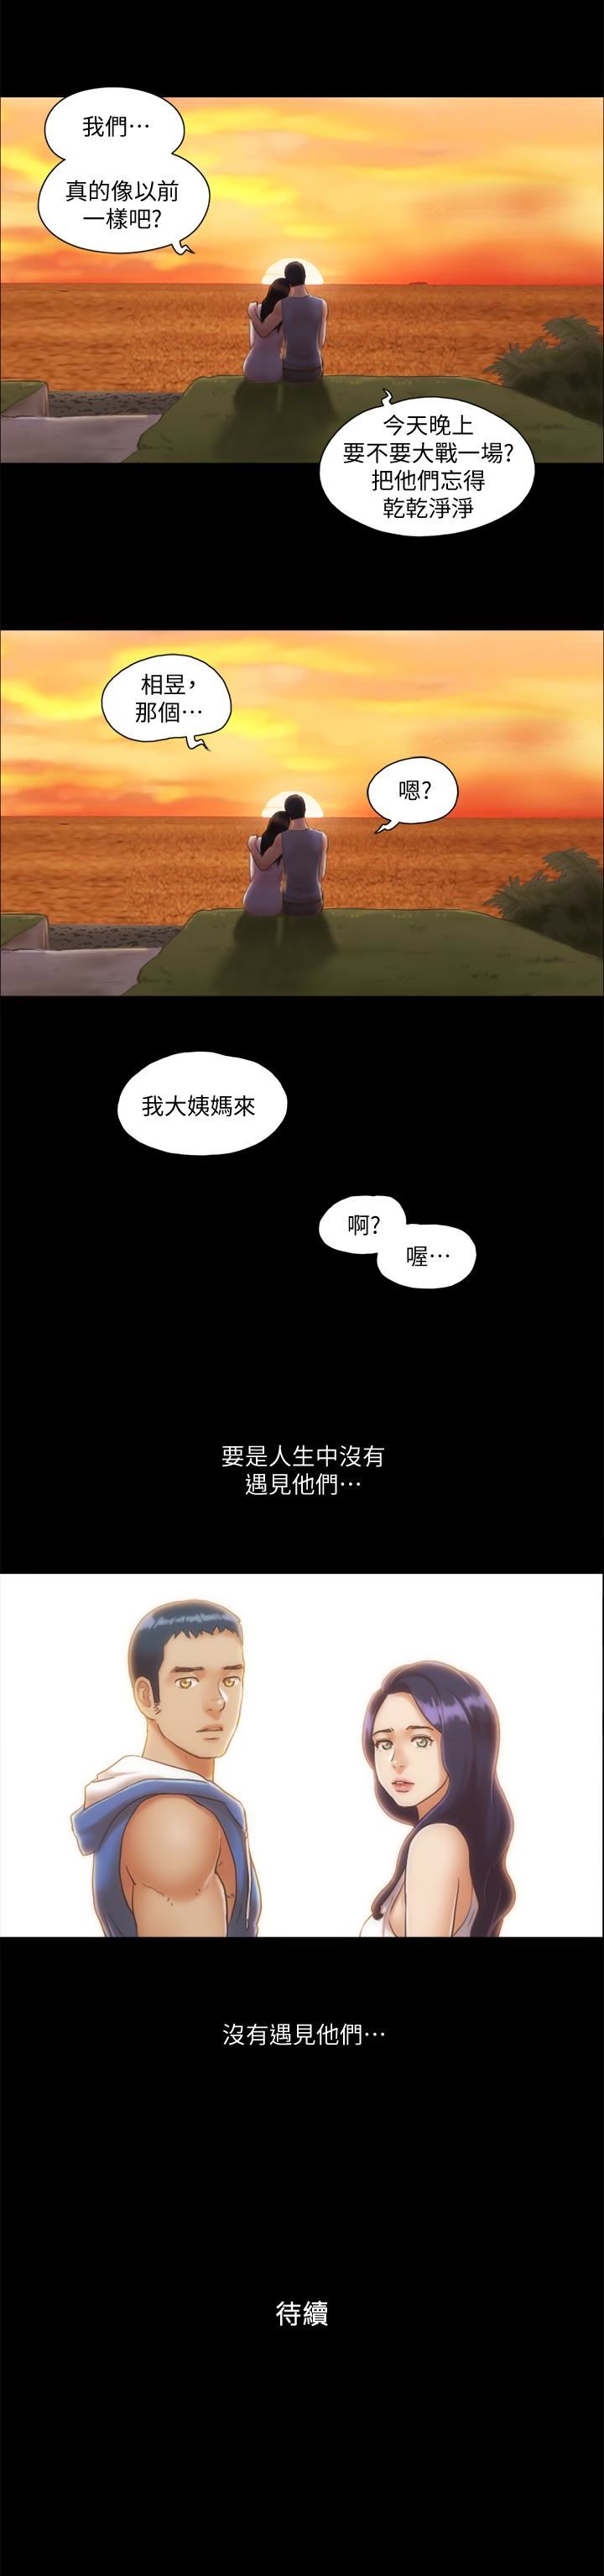 我們⋯
真的像以前
一樣吧?
今天晚上
要不要大戰一場?
把他們忘得
乾乾淨淨
相昱,
那個⋯
嗯?
我大姨媽來
啊?
喔⋯
要是人生中沒有
遇見他們⋯
沒有遇見他們⋯
待續